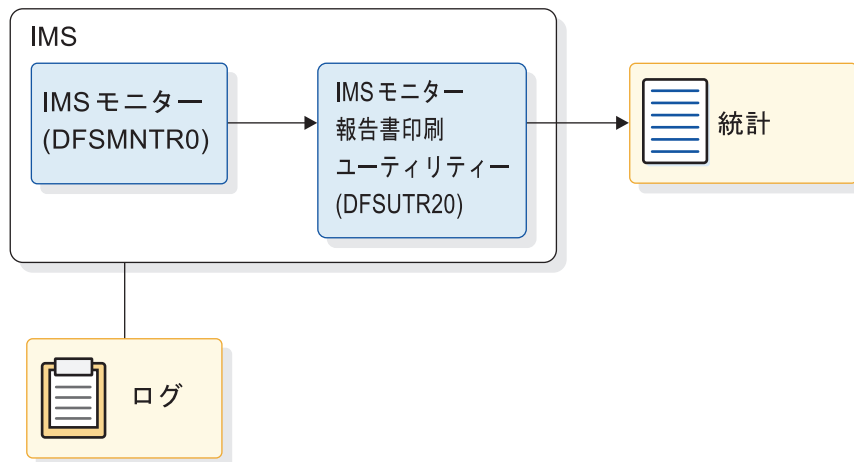 IMS
IMS モニター
(DFSMNTR0)
IMS モニター
報告書印刷
ユーティリティー
(DFSUTR20)
統計
ログ